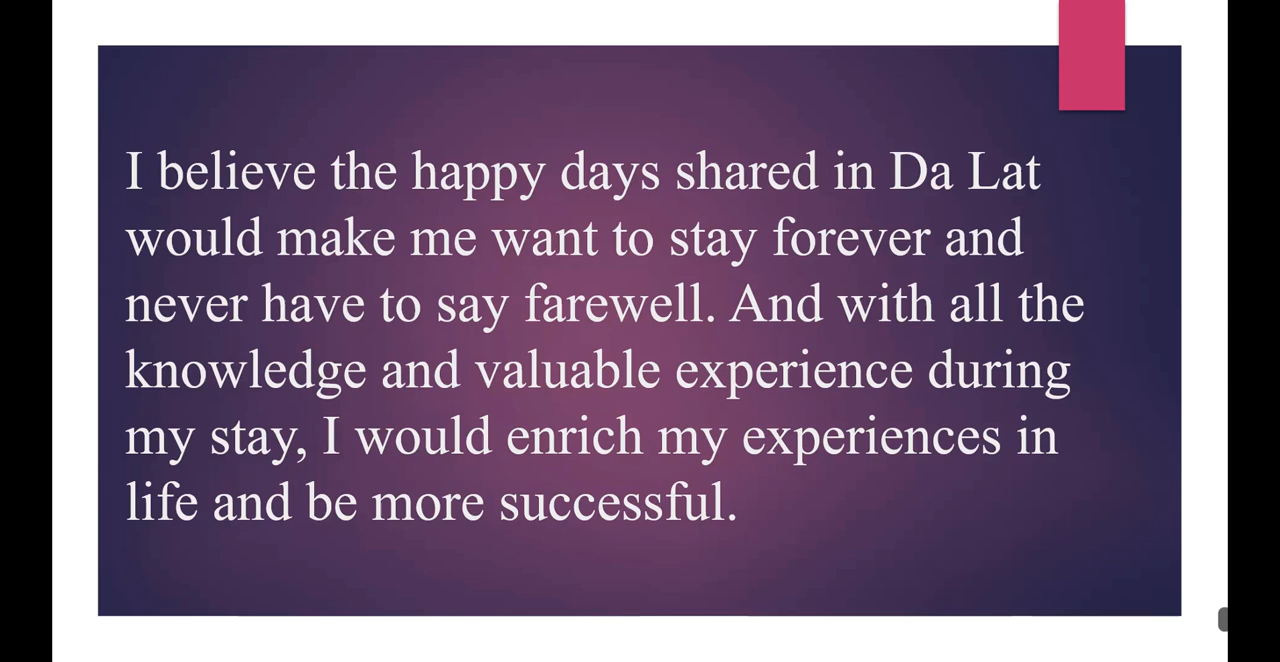 I believe the happy days shared in Da Lat
would make me want to stay forever and
never have to say farewell. And with all the
knowledge and valuable experience during
my stay, I would enrich my experiences in
life and be more successful.